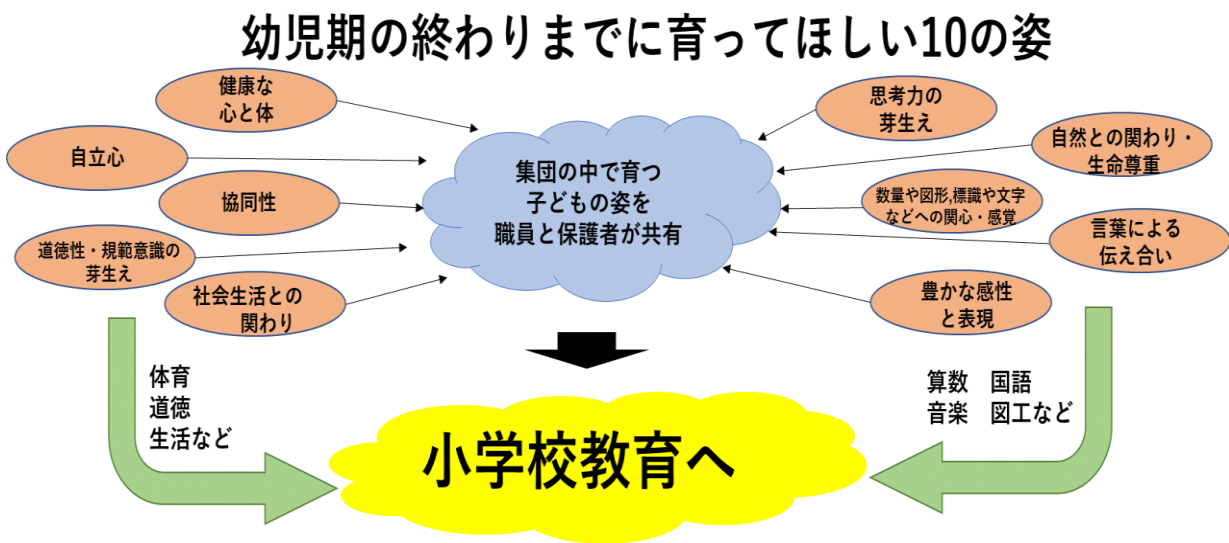 幼児期の終わりまでに育ってほしい10の姿
健康な
心と体
自立心
協同性
道徳性・規範意識の
芽生え
社会生活との
関わり
集団の中で育つ
子どもの姿を
職員と保護者が共有
思考力の
芽生え
自然との関わり・
生命尊重
数量や図形,標識や文字
などへの関心・感覚
言葉による
伝え合い
豊かな感性
と表現
体育
道徳
生活など
算数　国語
音楽　図工など
小学校教育へ